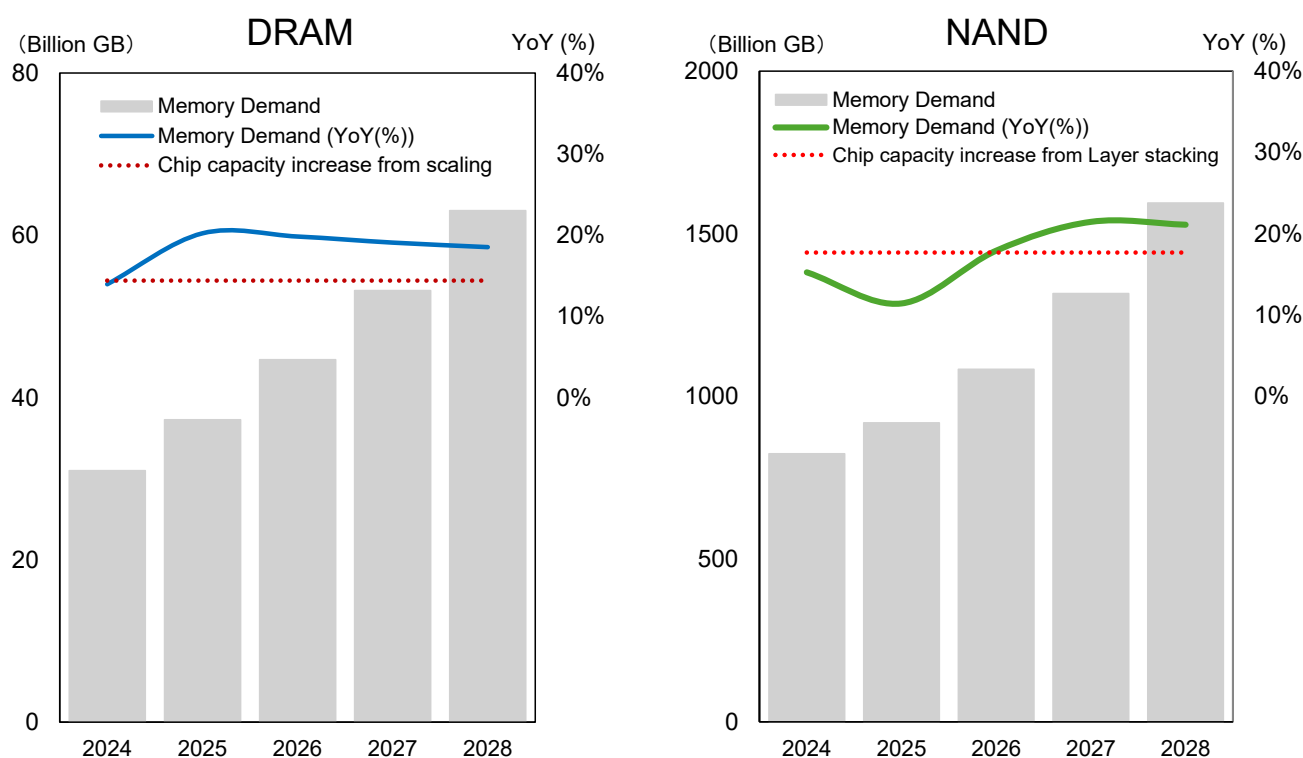 DRAM
（Billion GB）
YoY (%)
80
60
40
20
0
40%
30%
20%
10%
0%
Memory Demand
Memory Demand (YoY(%))
Chip capacity increase from scaling
2024 2025 2026 2027 2028
NAND
（Billion GB）
YoY (%)
2000
1500
1000
500
0
40%
30%
20%
10%
0%
Memory Demand
Memory Demand (YoY(%))
Chip capacity increase from Layer stacking
2024 2025 2026 2027 2028